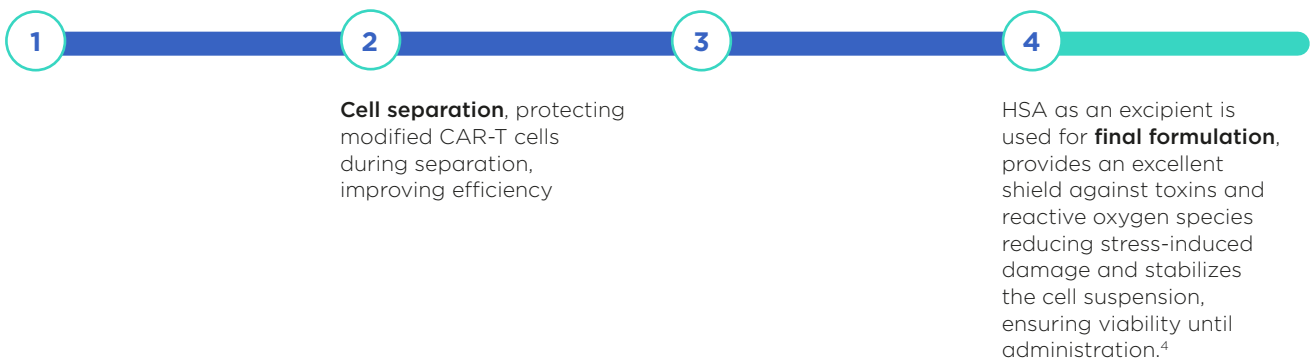 1
2
3
4
Cell separation, protecting
modified CAR-T cells
during separation,
improving efficiency
HSA as an excipient is
used for final formulation,
provides an excellent
shield against toxins and
reactive oxygen species
reducing stress-induced
damage and stabilizes
the cell suspension,
ensuring viability until
administration.⁴